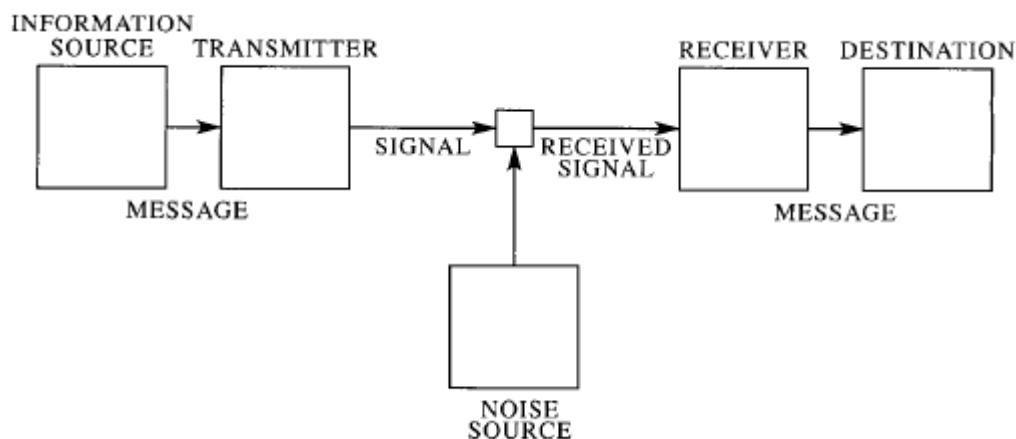 INFORMATION
SOURCE
TRANSMITTER
RECEIVER
DESTINATION
SIGNAL
RECEIVED
SIGNAL
MESSAGE
MESSAGE
NOISE
SOURCE